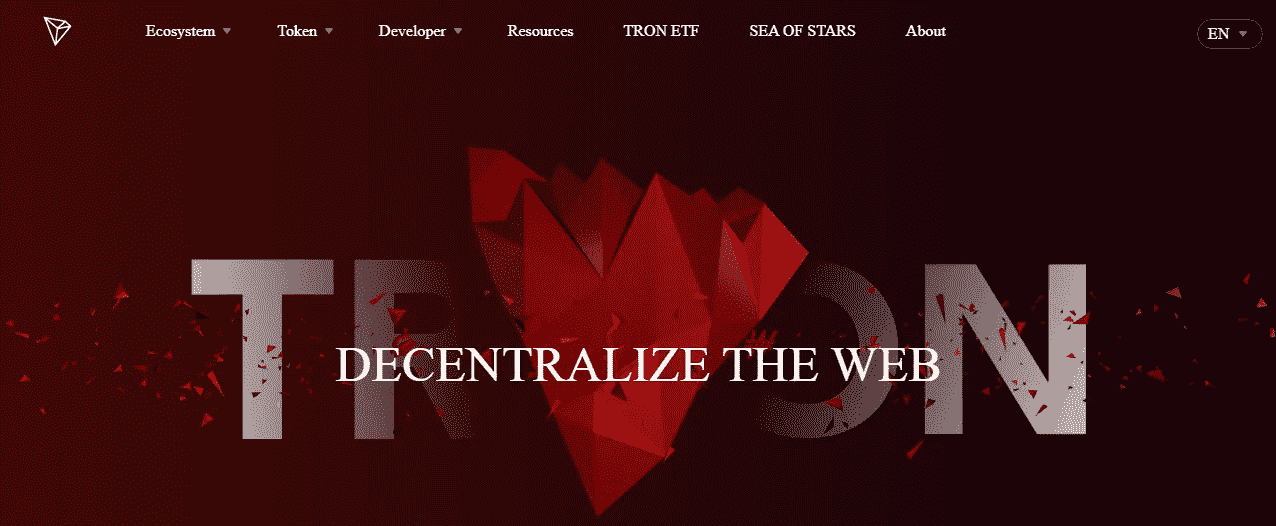 Ecosystem Token Developer Resources TRON ETF SEA OF STARS About EN
TRON
DECENTRALIZE THE WEB